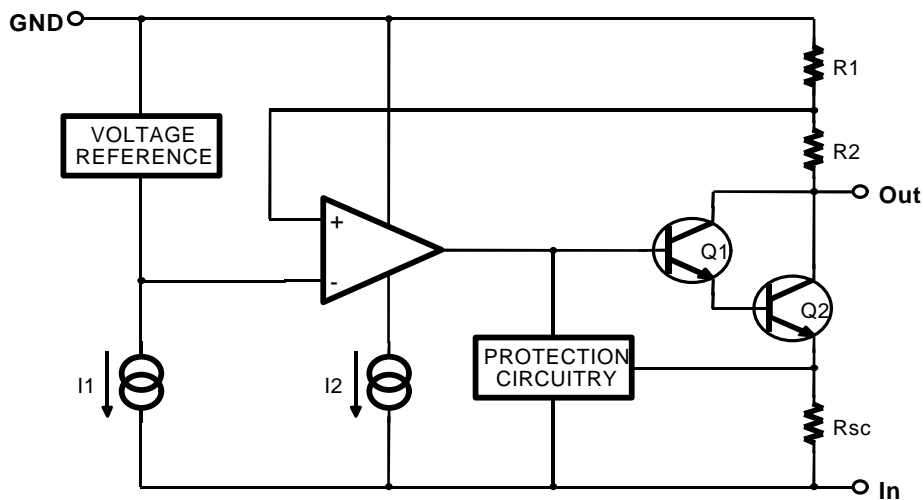 GND
R1
VOLTAGE
REFERENCE
R2
Out
+
-
Q1
Q2
I1
I2
PROTECTION
CIRCUITRY
Rsc
In